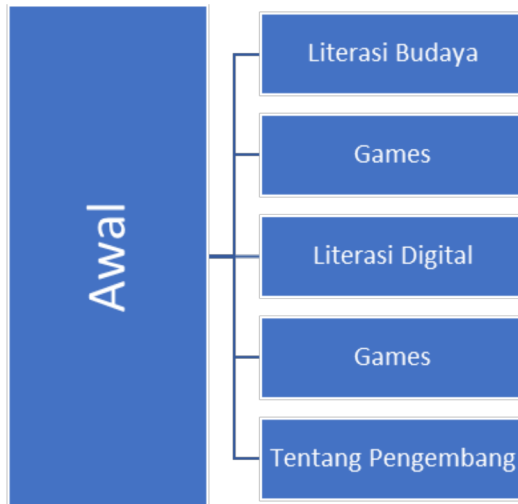 Awal
Literasi Budaya
Games
Literasi Digital
Games
Tentang Pengembang